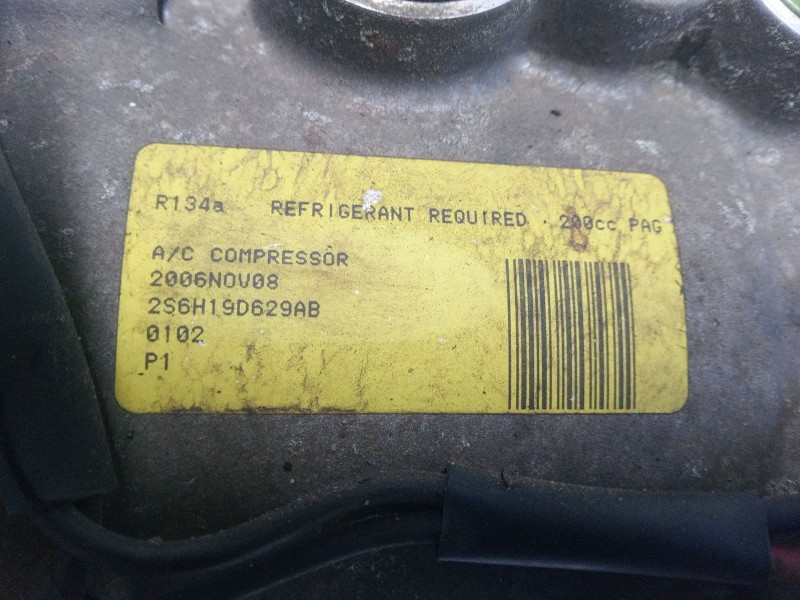 R134a REFRIGERANT REQUIRED - 200cc PAG
A/C COMPRESSOR
2006NOV08
2S6H19D629AB
0102
P1